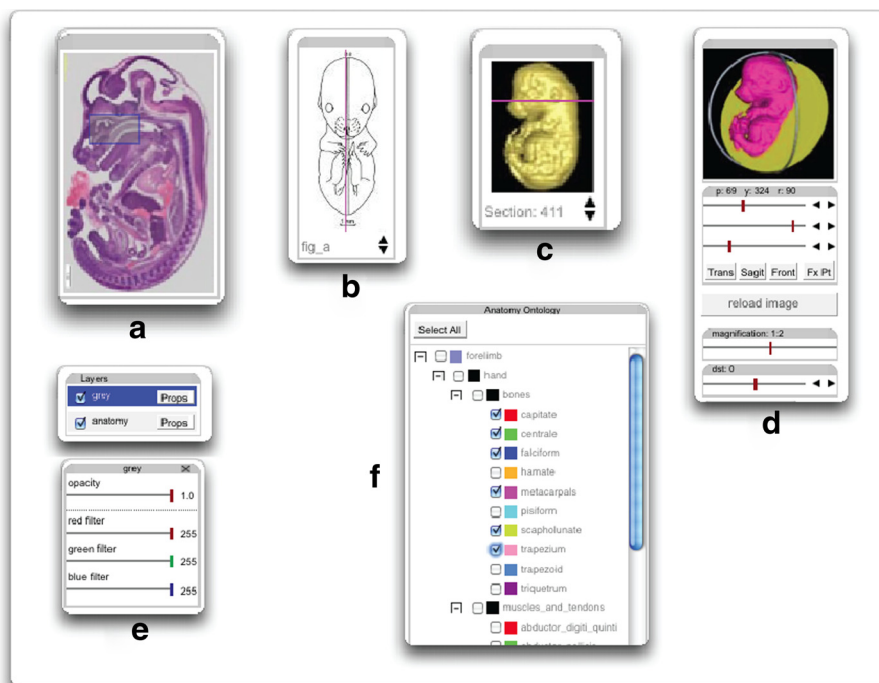 a
fig_a
b
Section: 411
c
p: 69 y: 324 r: 90
Trans Sagit Front Fx Pt
reload image
magnification: 1:2
dst: 0
d
Layers
grey Props
anatomy Props
grey
opacity
1.0
red filter
255
green filter
255
blue filter
255
e
f
Anatomy Ontology
Select All
forelimb
hand
bones
capitate
centrale
falciform
hamate
metacarpals
pisiform
scapholunate
trapezium
trapezoid
triquetrum
muscles_and_tendons
abductor_digiti_quinti